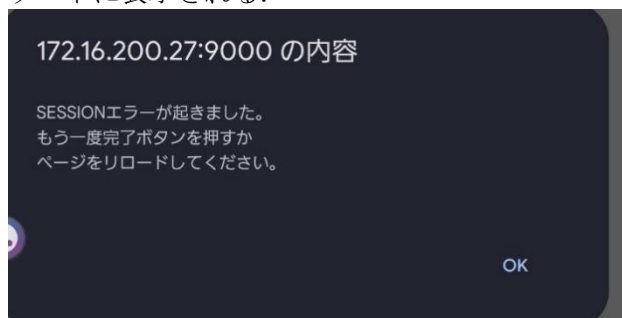 172.16.200.27:9000 の内容
SESSIONエラーが起きました。
もう一度完了ボタンを押すか
ページをリロードしてください。
OK